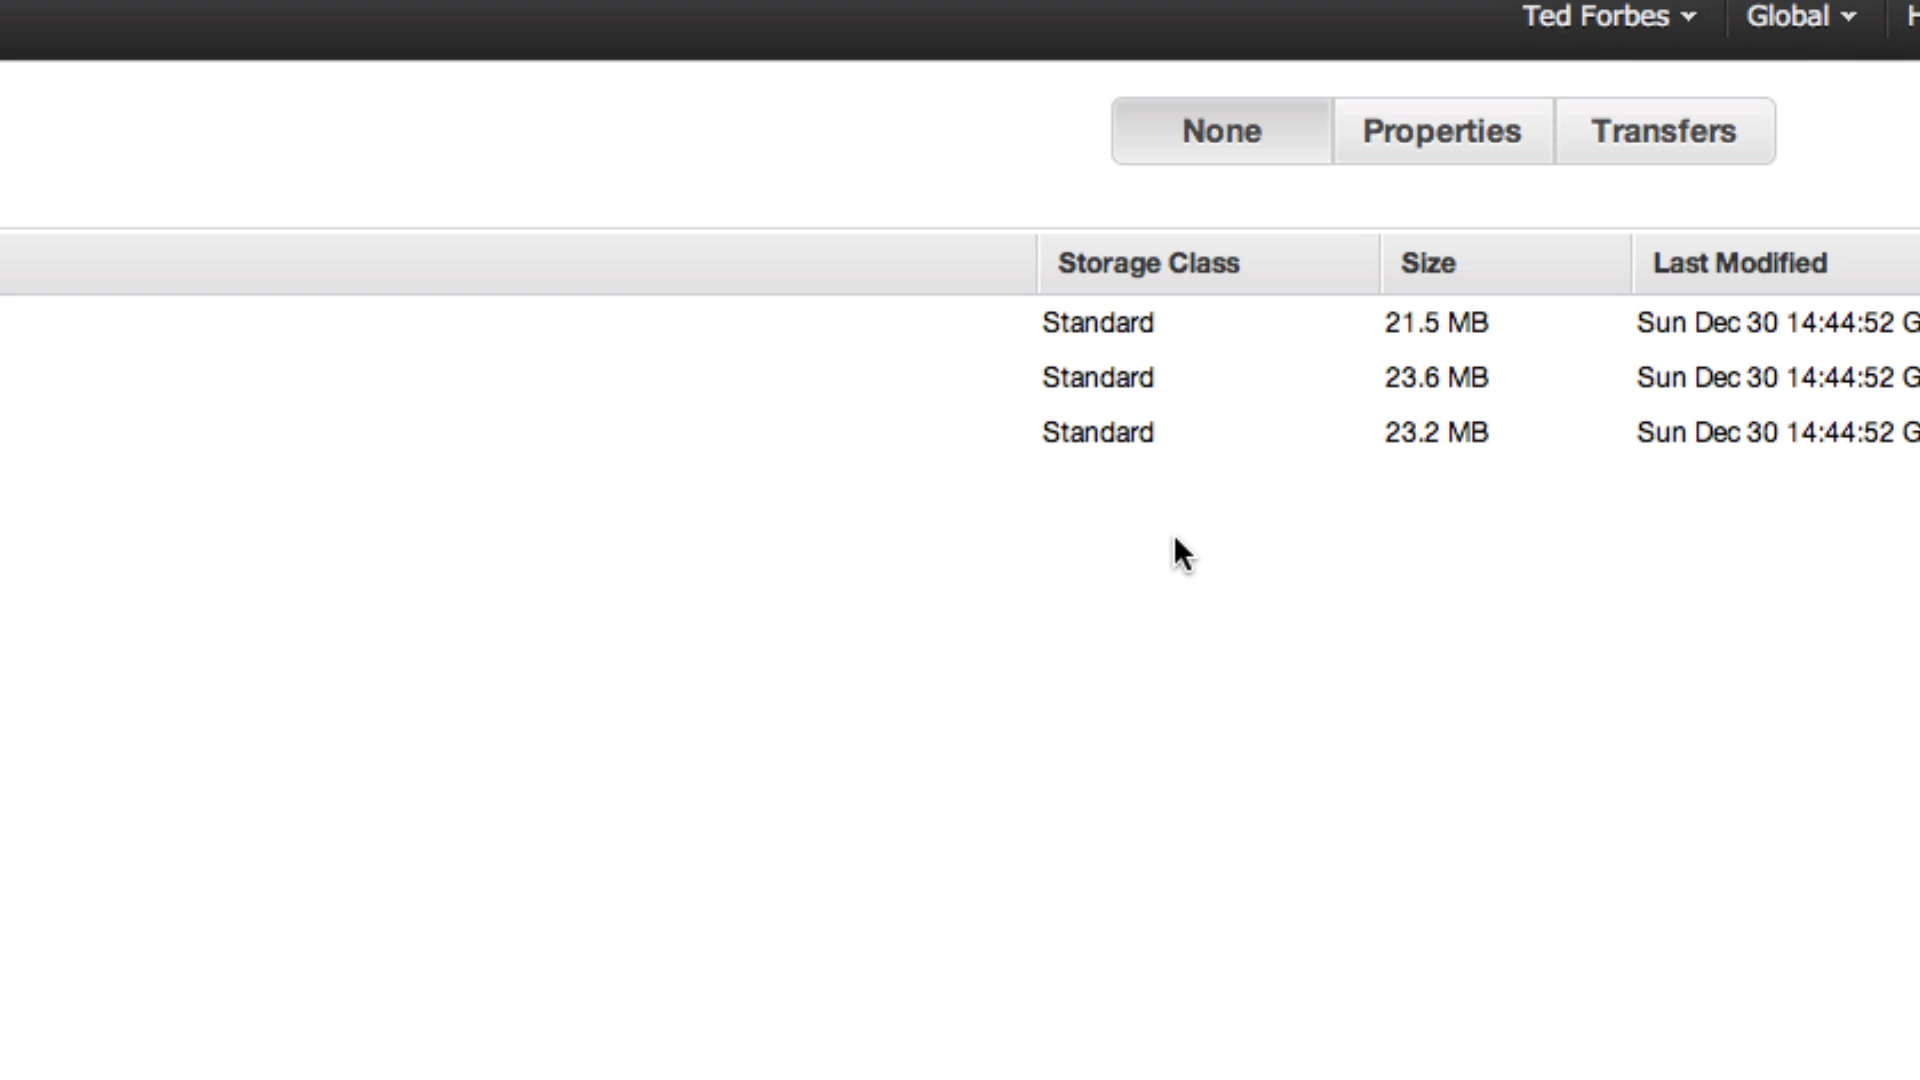 Ted Forbes Global
None Properties Transfers
Storage Class Size Last Modified
Standard 21.5 MB Sun Dec 30 14:44:52 G
Standard 23.6 MB Sun Dec 30 14:44:52 G
Standard 23.2 MB Sun Dec 30 14:44:52 G